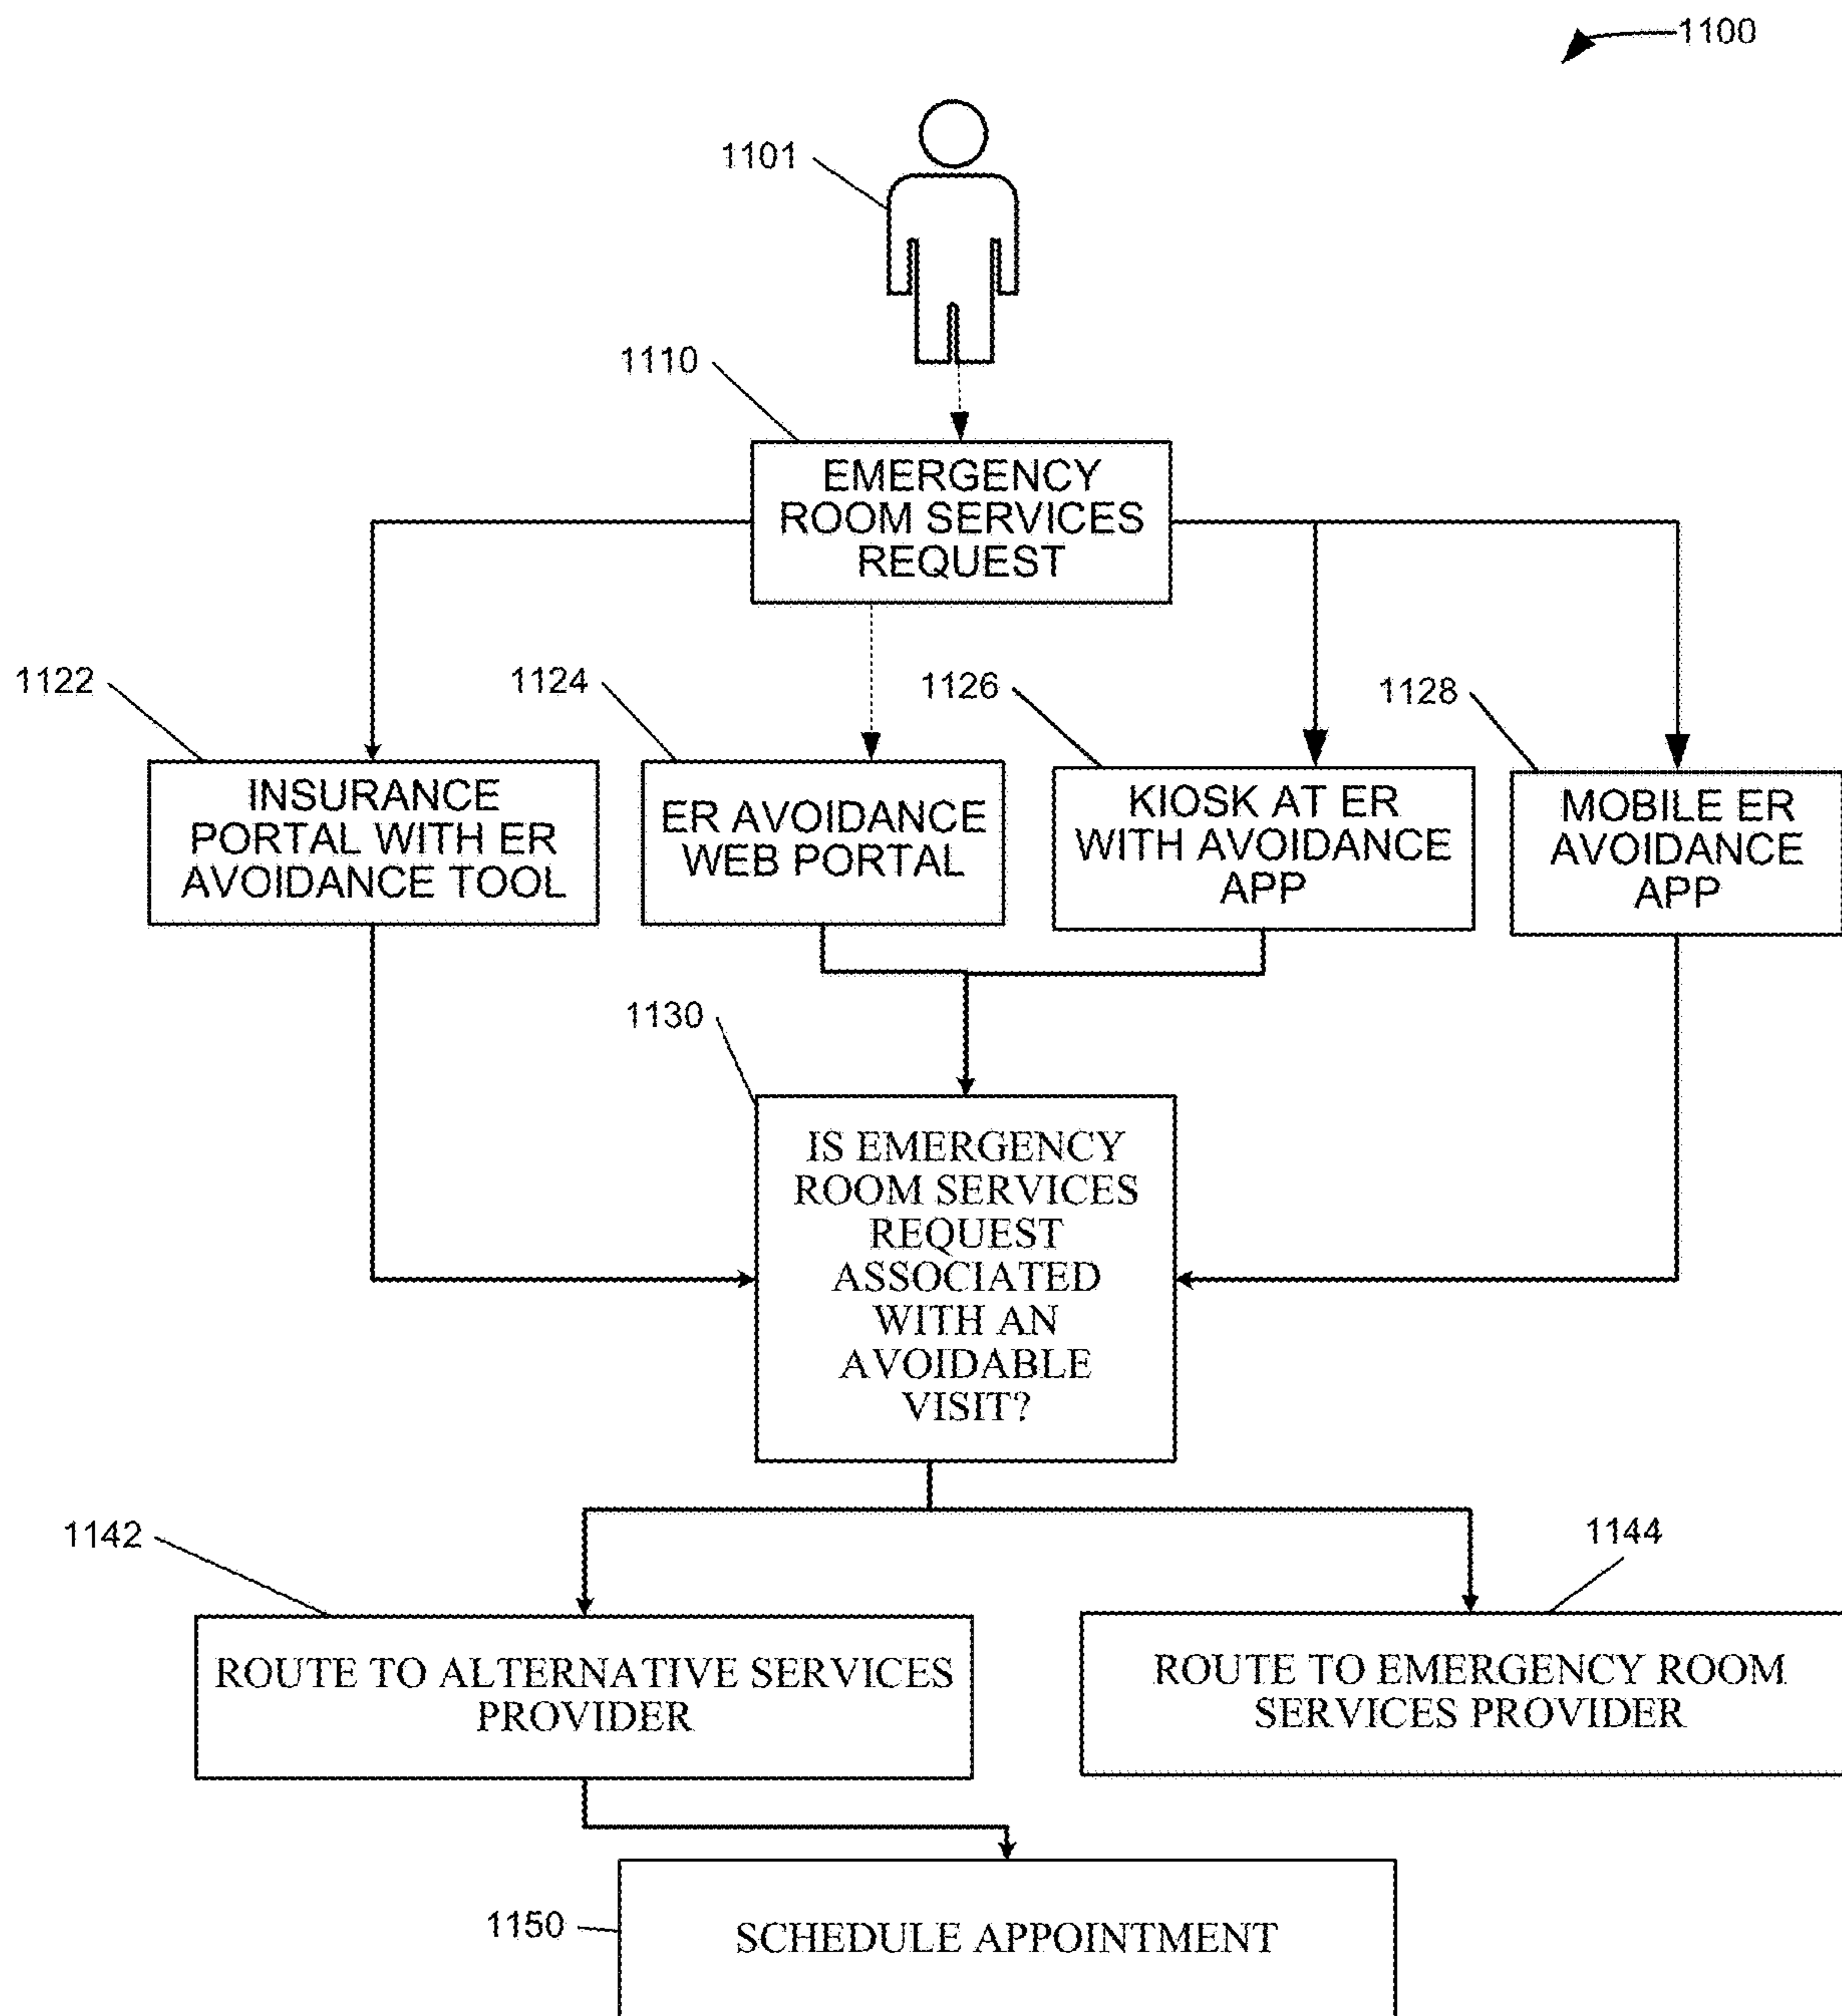 1100
1101
1110
EMERGENCY
ROOM SERVICES
REQUEST
1122
1124
1126
1128
INSURANCE
PORTAL WITH ER
AVOIDANCE TOOL
ER AVOIDANCE
WEB PORTAL
KIOSK AT ER
WITH AVOIDANCE
APP
MOBILE ER
AVOIDANCE
APP
1130
IS EMERGENCY
ROOM SERVICES
REQUEST
ASSOCIATED
WITH AN
AVOIDABLE
VISIT?
1142
1144
ROUTE TO ALTERNATIVE SERVICES
PROVIDER
ROUTE TO EMERGENCY ROOM
SERVICES PROVIDER
1150
SCHEDULE APPOINTMENT